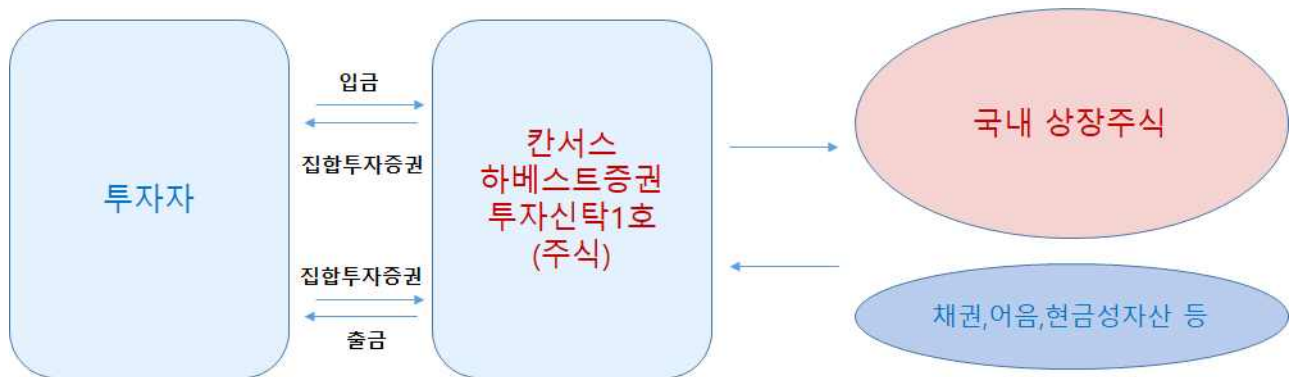 투자자
입금
집합투자증권
집합투자증권
출금
칸서스
하베스트증권
투자신탁1호
(주식)
국내 상장주식
채권,어음,현금성자산 등